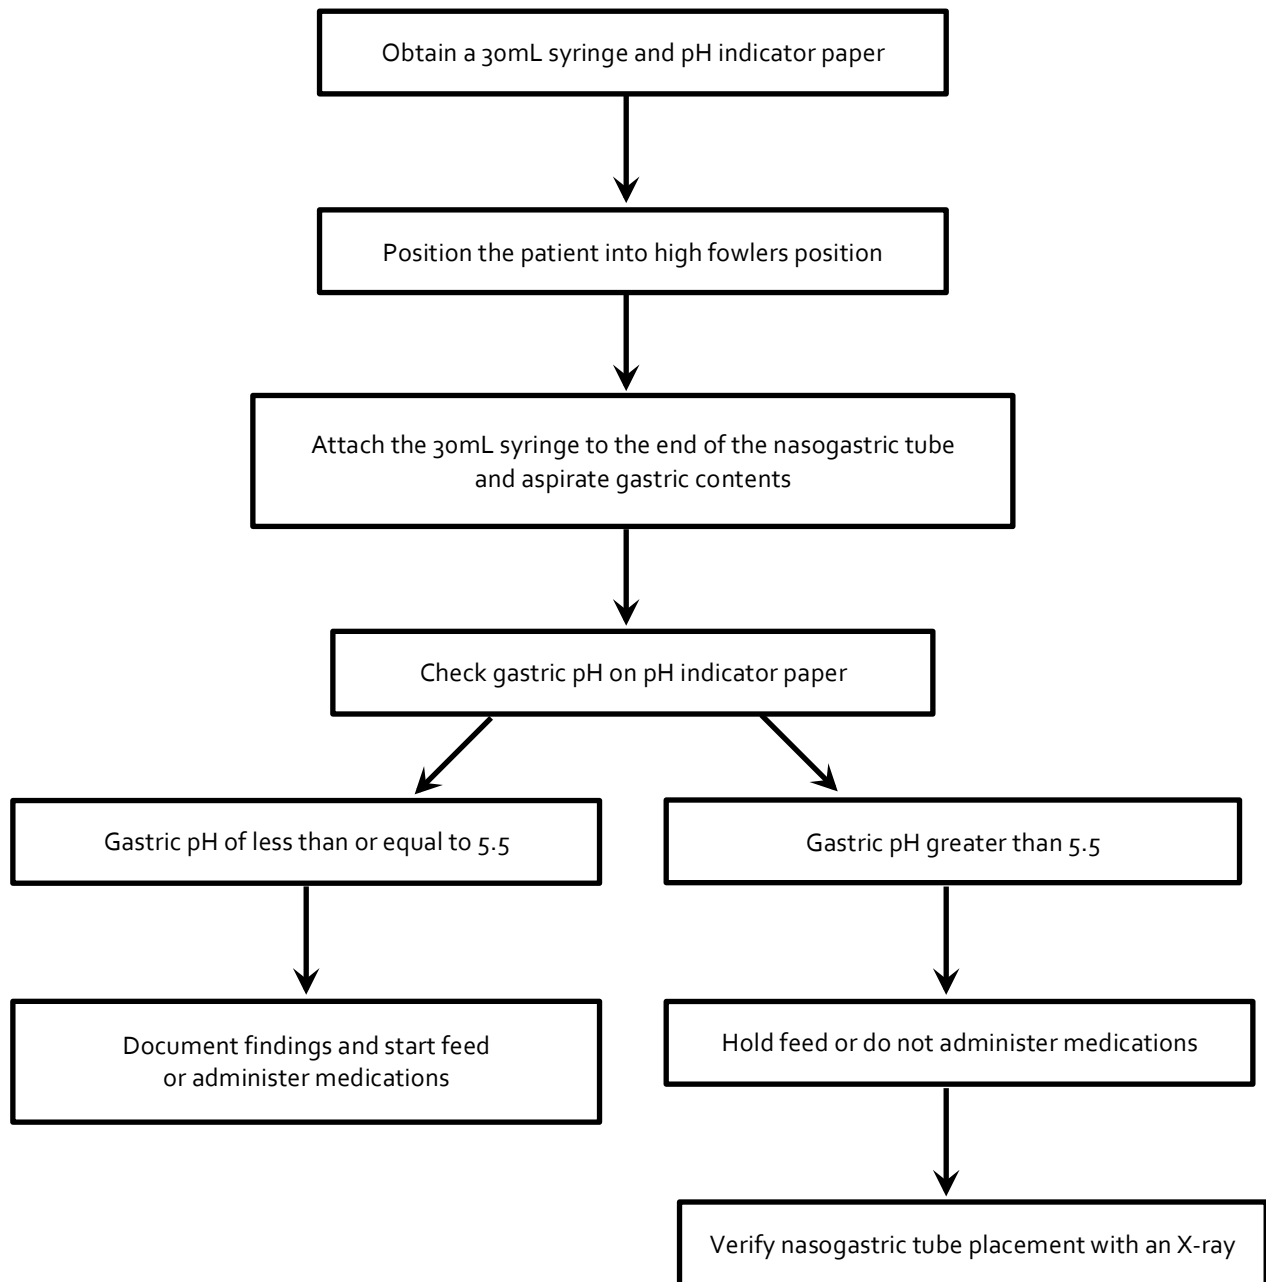 Obtain a 30mL syringe and pH indicator paper
Position the patient into high fowlers position
Attach the 30mL syringe to the end of the nasogastric tube
and aspirate gastric contents
Check gastric pH on pH indicator paper
Gastric pH of less than or equal to 5.5
Gastric pH greater than 5.5
Document findings and start feed
or administer medications
Hold feed or do not administer medications
Verify nasogastric tube placement with an X-ray